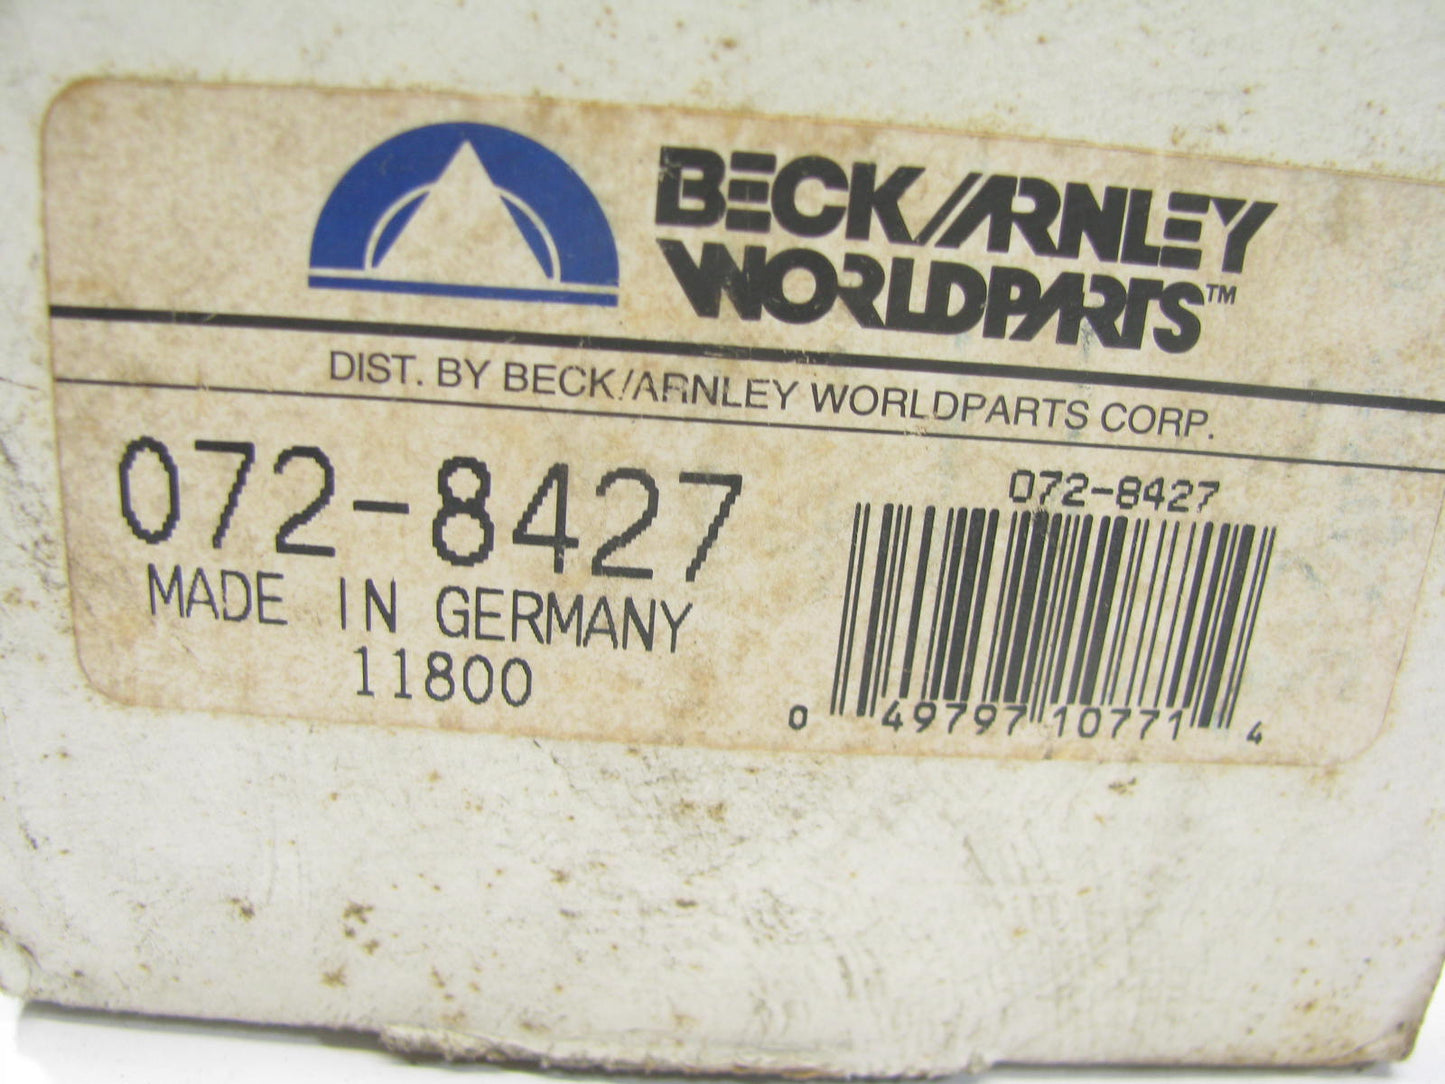 BECK/ARNLEY
WORLDPARTS™
DIST. BY BECK/ARNLEY WORLDPARTS CORP.
072-8427
MADE IN GERMANY
11800
072-8427
0 49797 10771 4